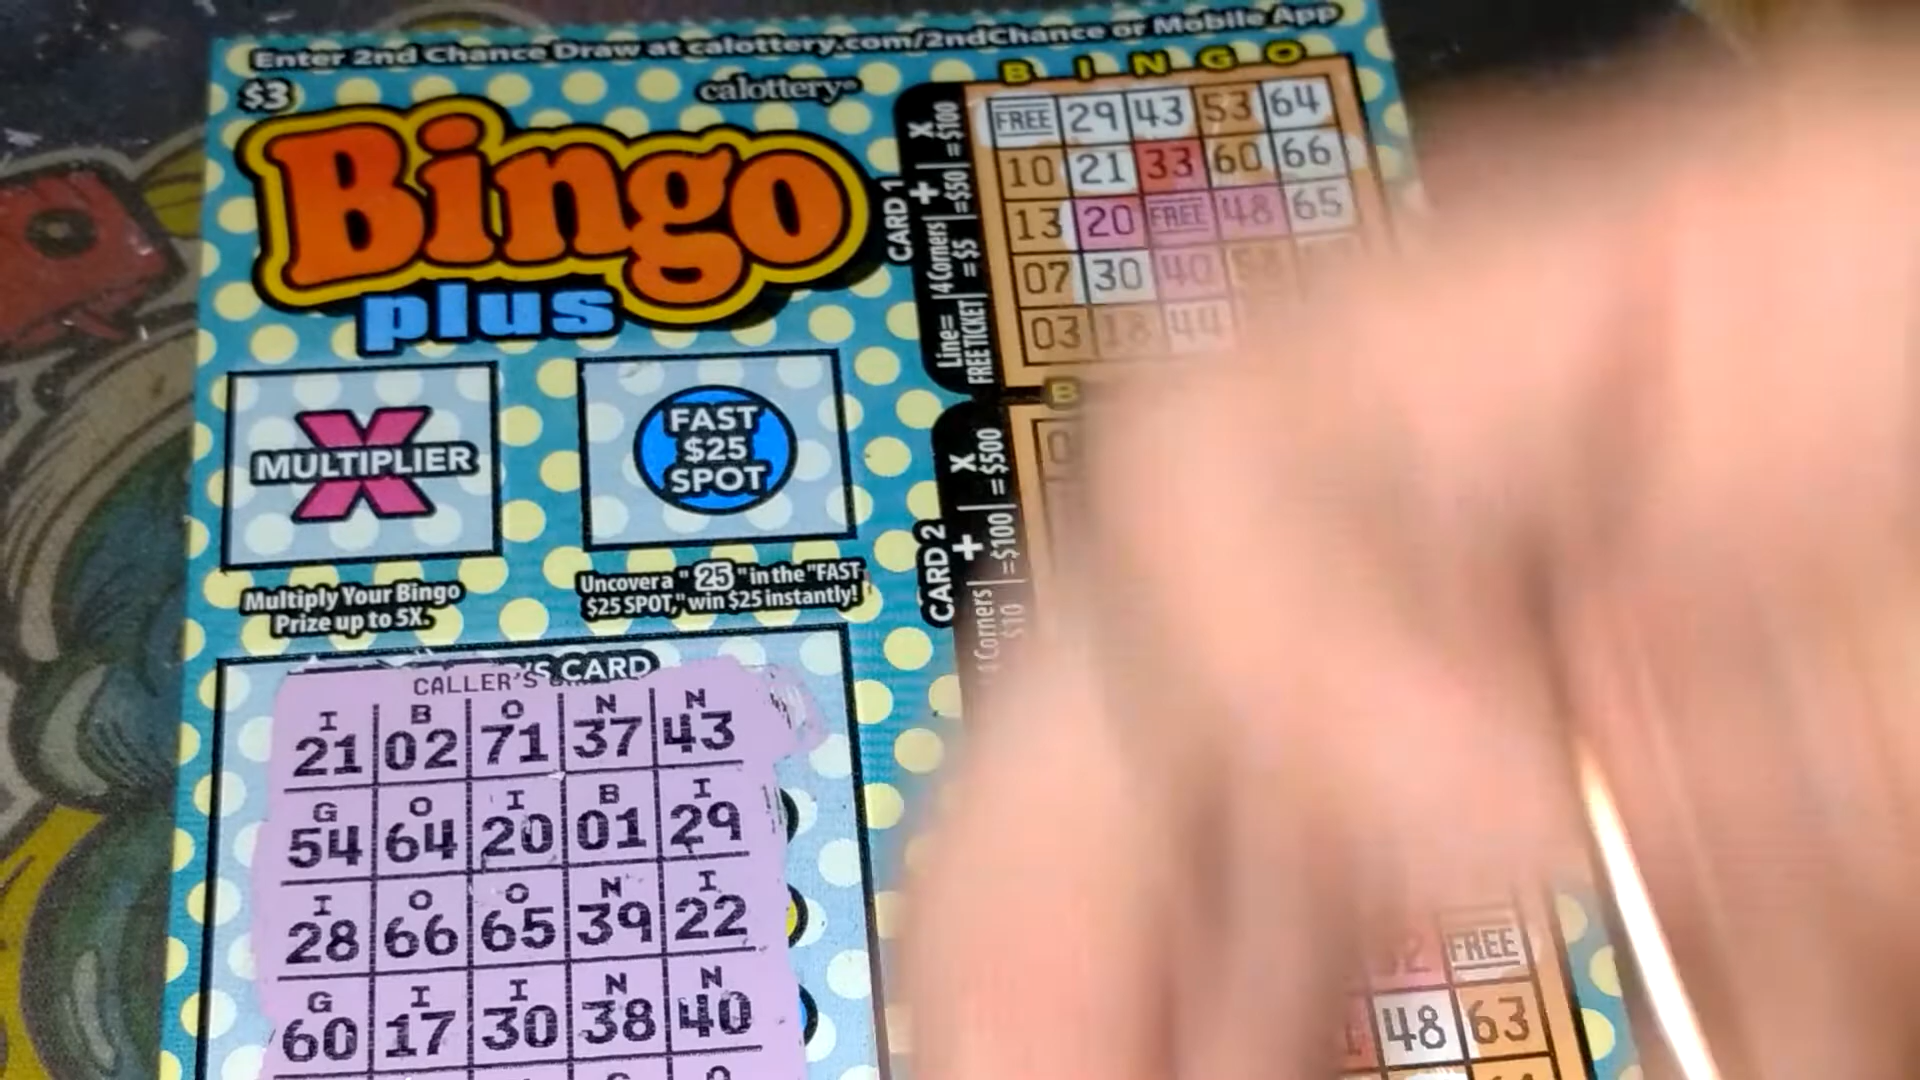 Enter 2nd Chance Draw at calottery.com/2ndChance or Mobile App
$3
calottery
Bingo
plus
X
MULTIPLIER
Multiply Your Bingo
Prize up to 5X.
FAST
$25
SPOT
Uncover a "25" in the "FAST
$25 SPOT," win $25 instantly!
CALLER'S CARD
I B O N N
21 02 71 37 43
G O I B I
54 64 20 01 29
I O O N I
28 66 65 39 22
G I I N N
60 17 30 38 40
CARD 1
Line= 4 Corners + X
FREE TICKET = $5 = $50 = $100
B I N G O
FREE 29 43 53 64
10 21 33 60 66
13 20 FREE 48 65
07 30 40
03 18 44
CARD 2
Corners + X
$10 = $100 = $500
B
FREE
48 63